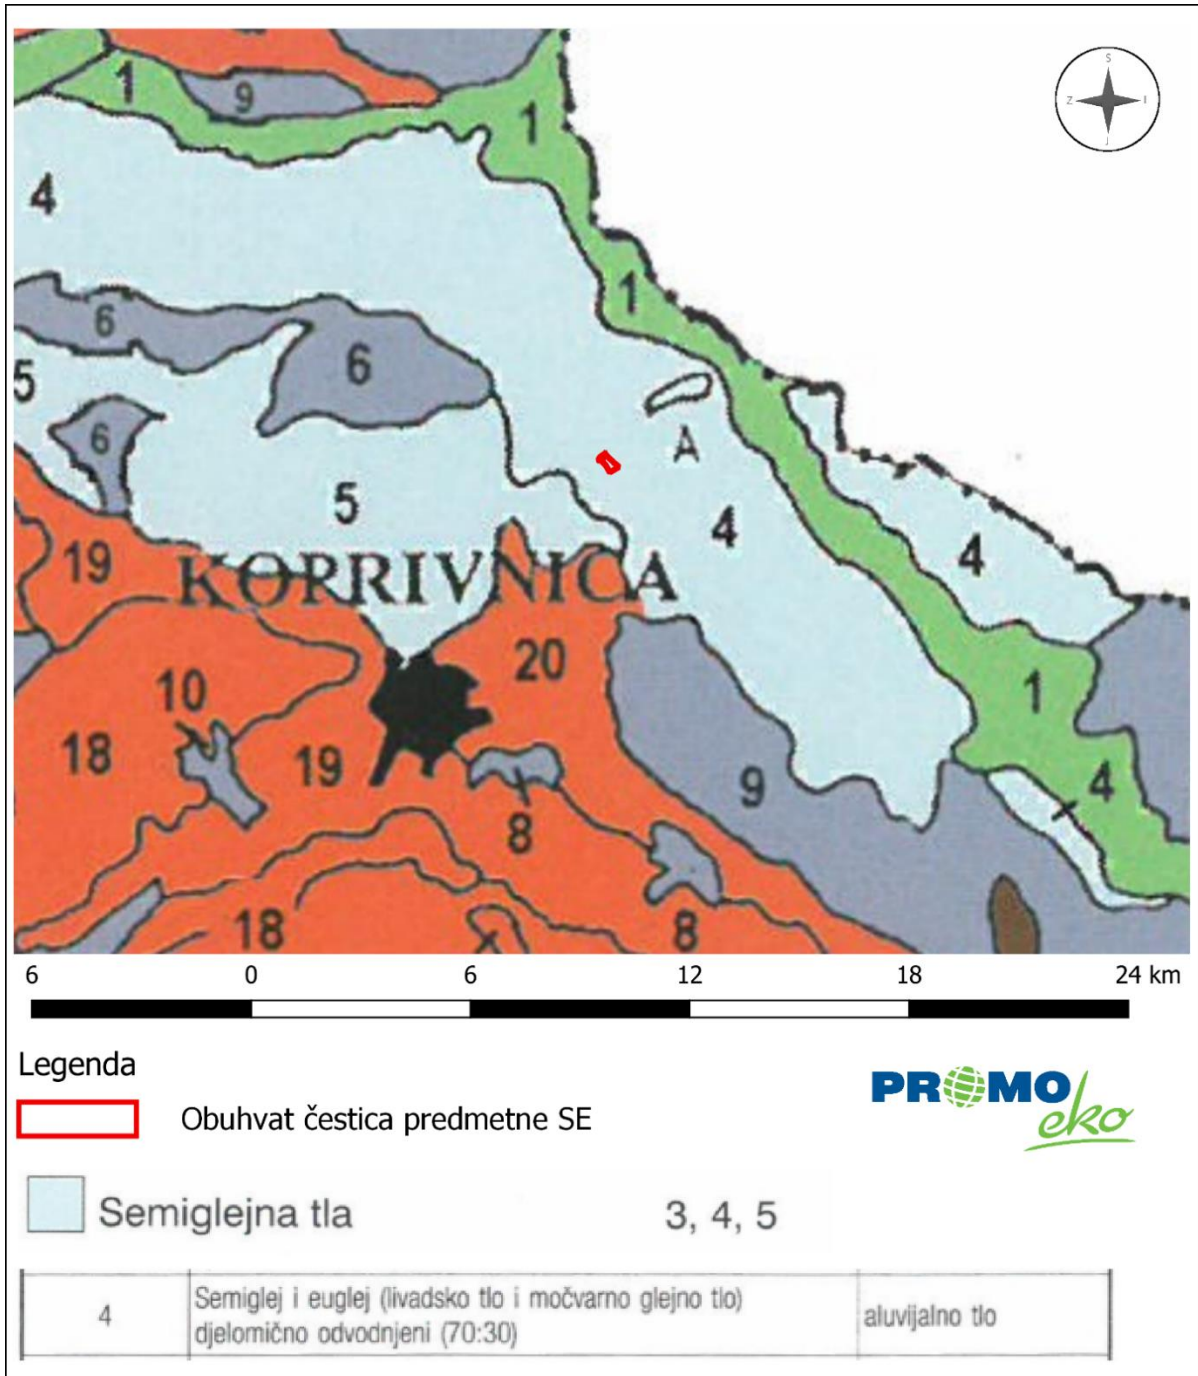 S
Z I
J
1
9
1
4
1
6
6
5
6
A
5
4
4
19
KOPRIVNICA
20
10
1
18
19
9
4
8
18
8
6 0 6 12 18 24 km
Legenda
PROMO
eko
Obuhvat čestica predmetne SE
Semiglejna tla 3, 4, 5
4
Semiglej i euglej (livadsko tlo i močvarno glejno tlo)
djelomično odvodnjeni (70:30)
aluvijalno tlo